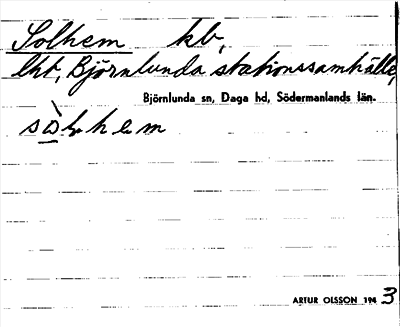 Solhem kb,
lht, Björnlunda stationssamhälle,
Björnlunda sn, Daga hd, Södermanlands län.
ARTUR OLSSON 1943